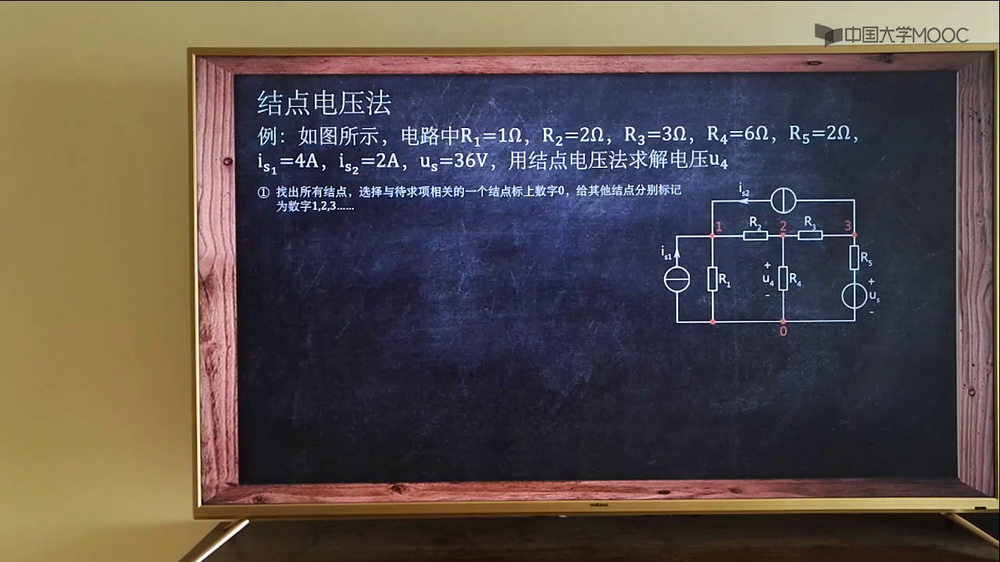 中国大学MOOC
结点电压法
例：如图所示，电路中R₁=1Ω，R₂=2Ω，R₃=3Ω，R₄=6Ω，R₅=2Ω，
iₛ₁=4A，iₛ₂=2A，uₛ=36V，用结点电压法求解电压u₄
① 找出所有结点，选择与待求项相关的一个结点标上数字0，给其他结点分别标记
为数字1,2,3……
iₛ₂
1
R₂
2
R₃
3
iₛ₁
R₁
+
u₄
-
R₄
R₅
+
uₛ
-
0